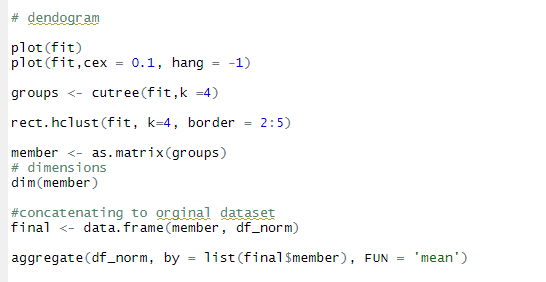 # dendogram
plot(fit)
plot(fit,cex = 0.1, hang = -1)
groups <- cutree(fit,k =4)
rect.hclust(fit, k=4, border = 2:5)
member <- as.matrix(groups)
# dimensions
dim(member)
#concatenating to orginal dataset
final <- data.frame(member, df_norm)
aggregate(df_norm, by = list(final$member), FUN = 'mean')